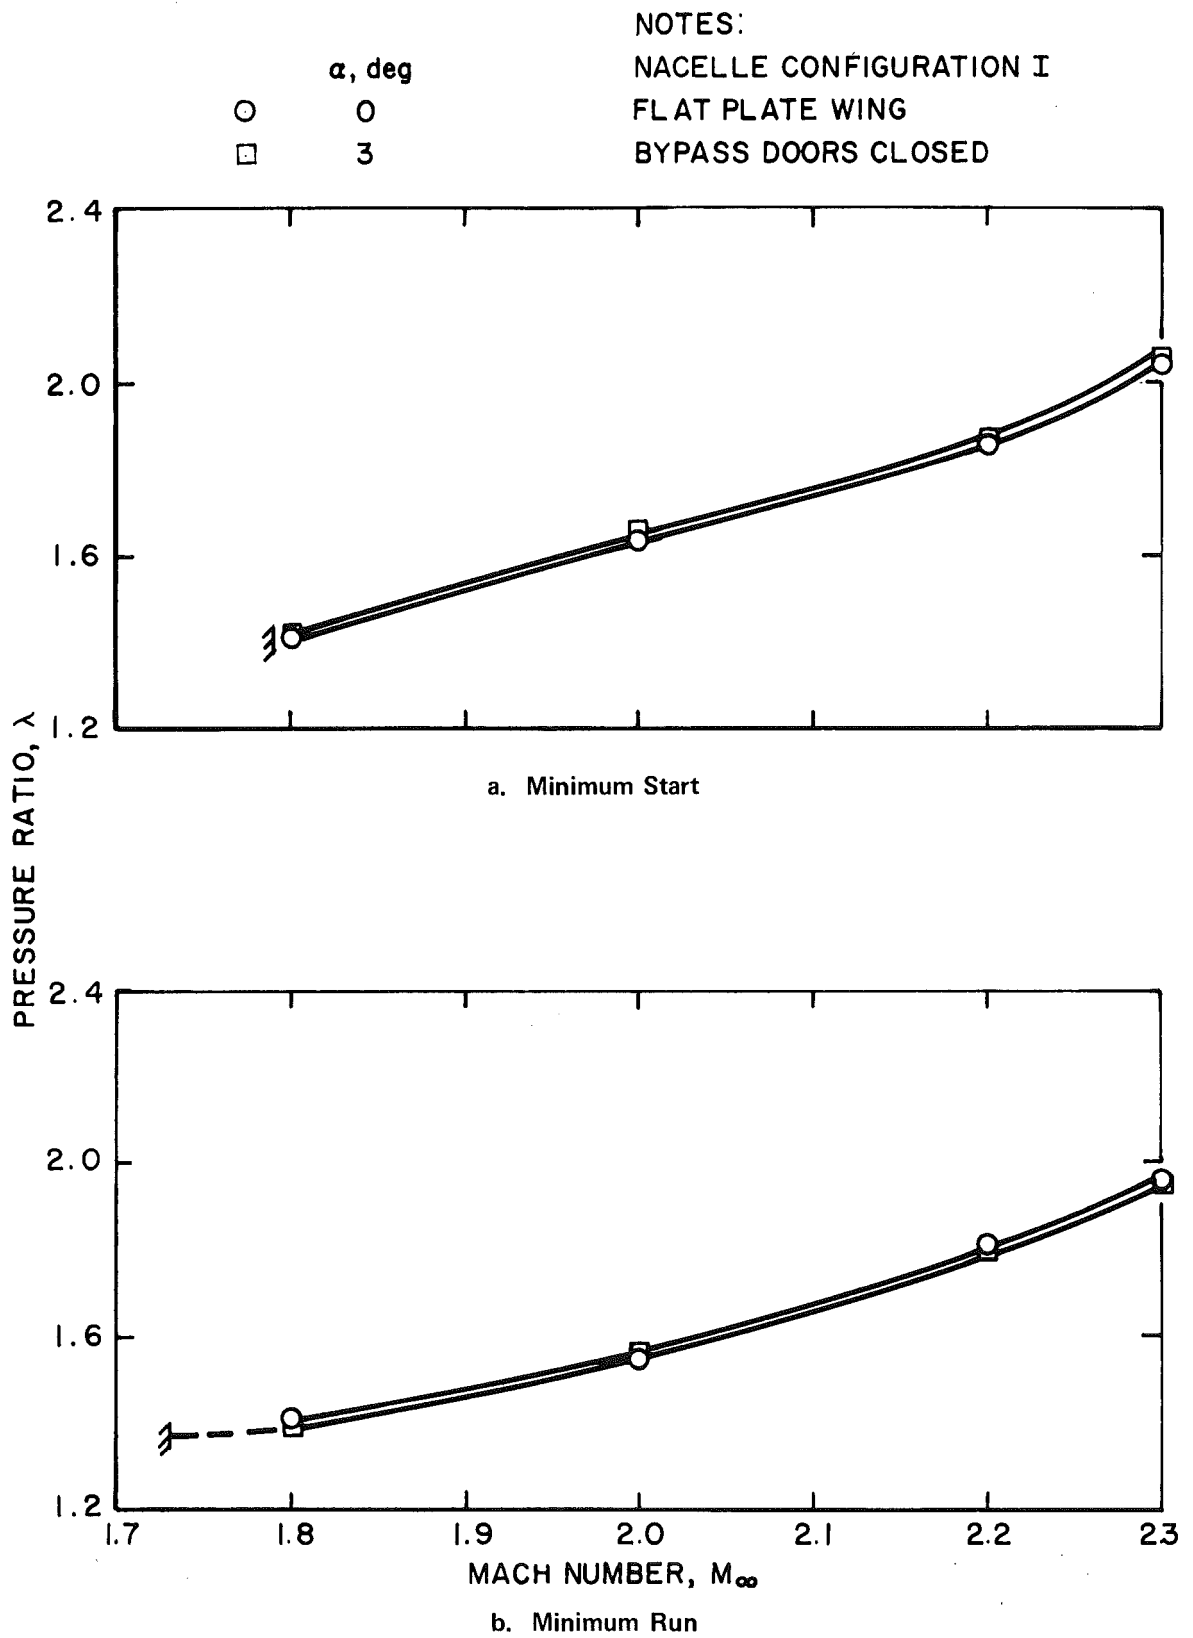 NOTES:
α, deg NACELLE CONFIGURATION I
0 FLAT PLATE WING
3 BYPASS DOORS CLOSED
2.4
2.0
1.6
1.2
a. Minimum Start
PRESSURE RATIO, λ
2.4
2.0
1.6
1.2
1.7 1.8 1.9 2.0 2.1 2.2 2.3
MACH NUMBER, M∞
b. Minimum Run